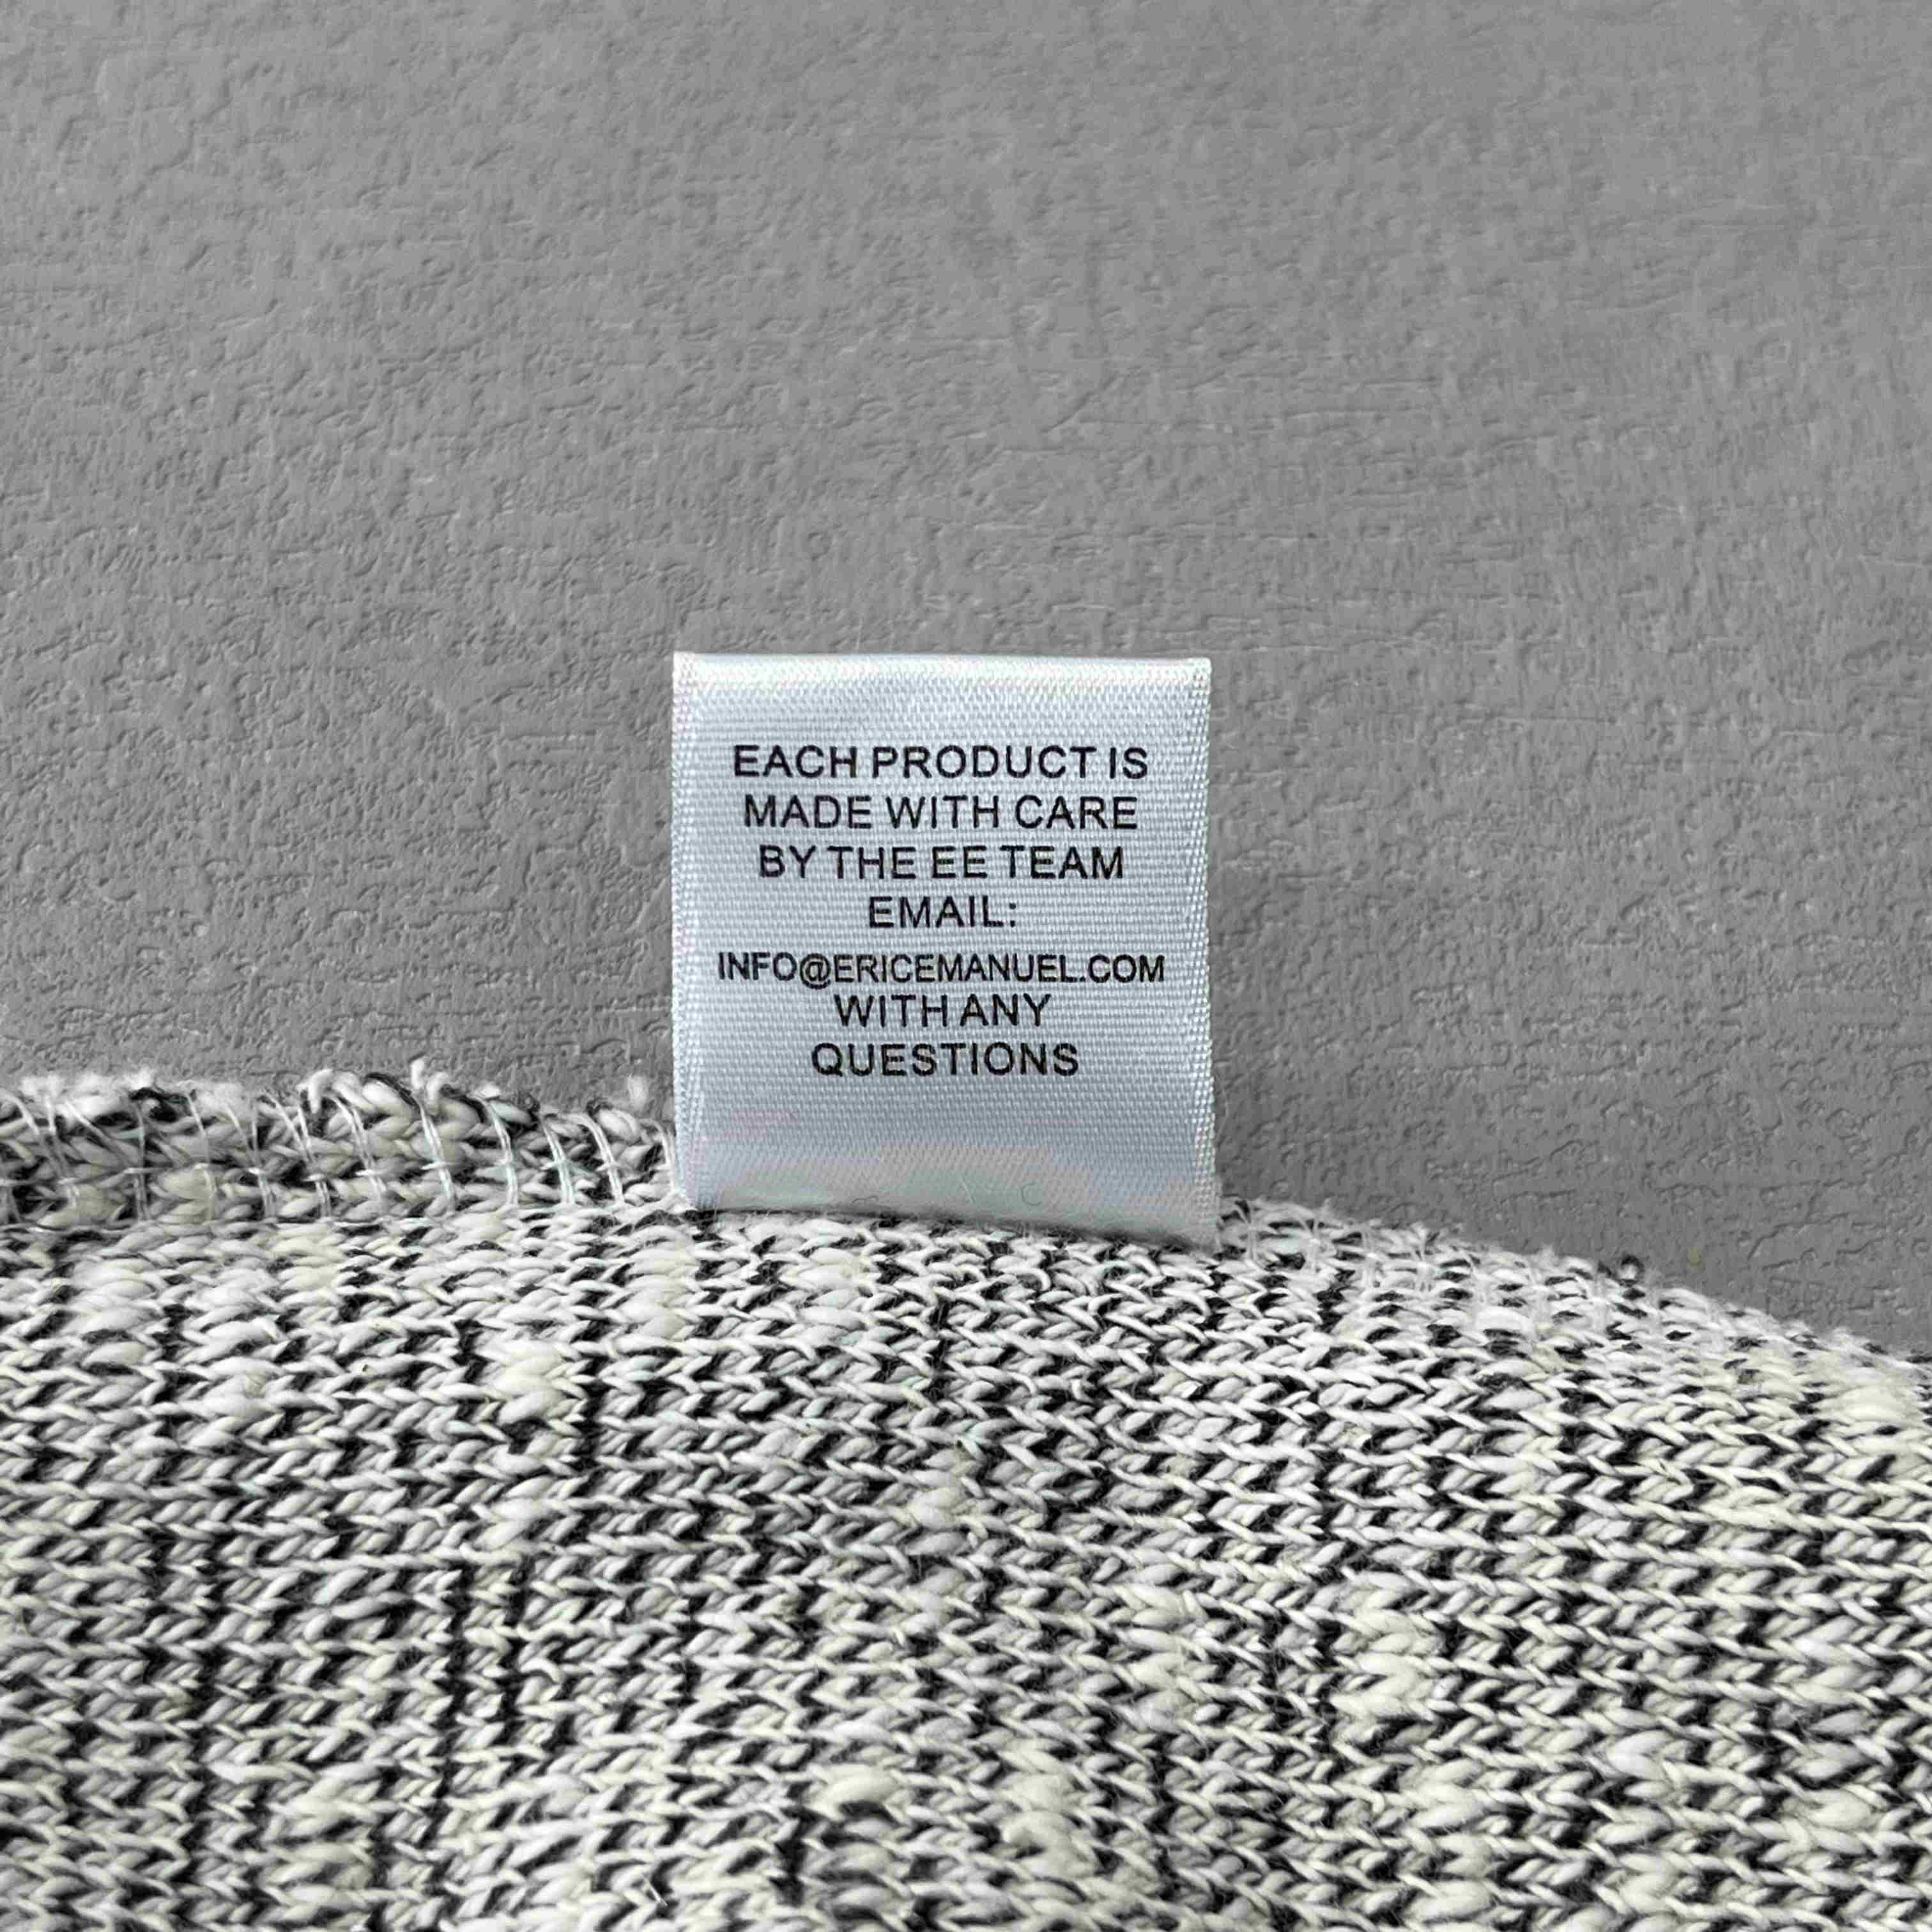 EACH PRODUCT IS
MADE WITH CARE
BY THE EE TEAM
EMAIL:
INFO@ERICEMANUEL.COM
WITH ANY
QUESTIONS